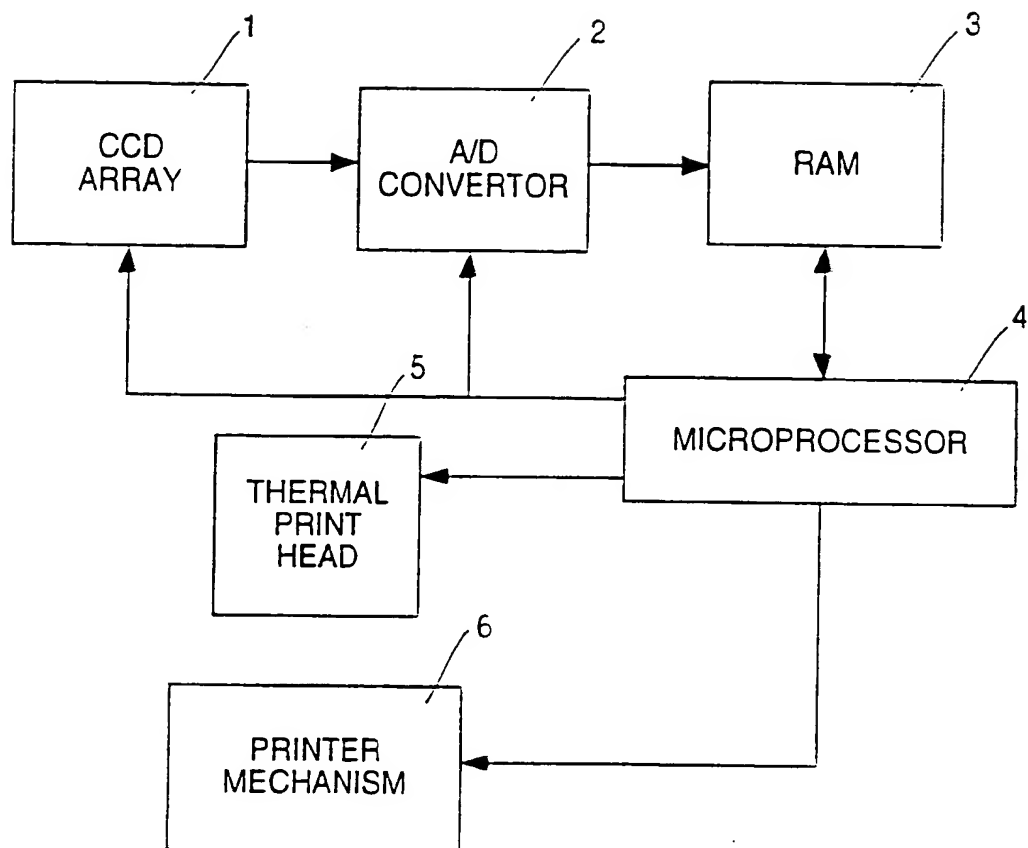 1
2
3
CCD
ARRAY
A/D
CONVERTOR
RAM
4
5
MICROPROCESSOR
THERMAL
PRINT
HEAD
6
PRINTER
MECHANISM